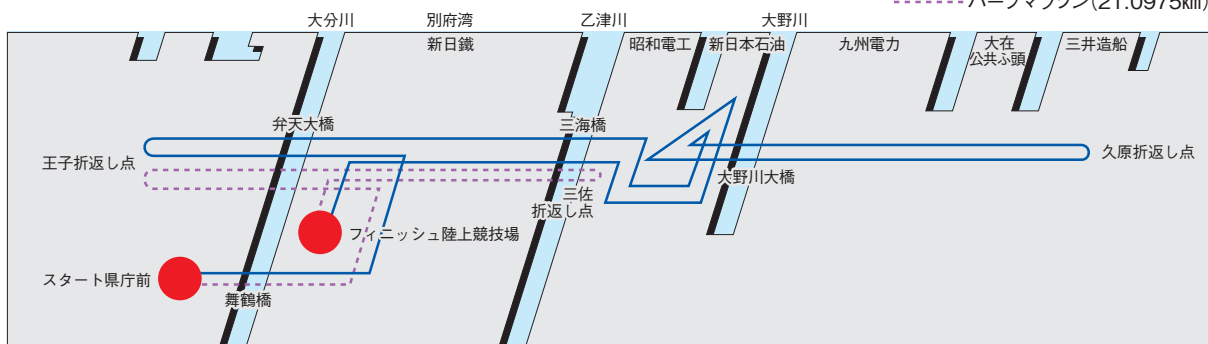 ハーフマラソン(21.0975km)
大分川
別府湾
乙津川
大野川
新日鐵
昭和電工
新日本石油
九州電力
大在
公共ふ頭
三井造船
弁天大橋
三海橋
王子折返し点
久原折返し点
大野川大橋
三佐
折返し点
フィニッシュ陸上競技場
スタート県庁前
舞鶴橋